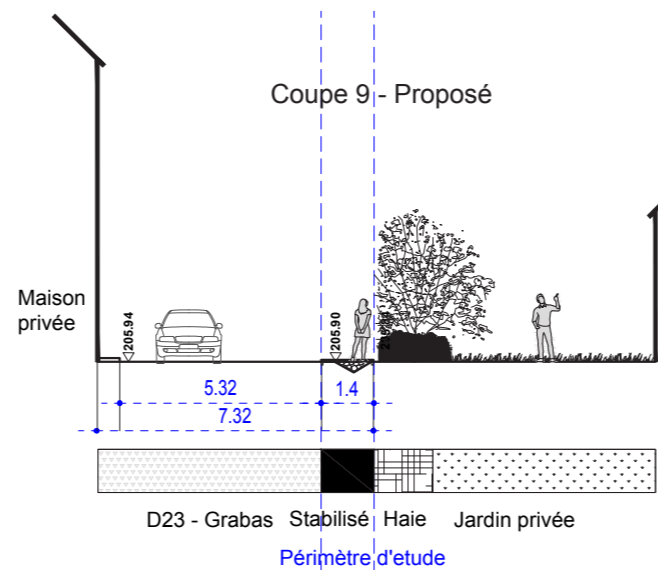 Coupe 9 - Proposé
Maison
privée
205.94
205.90
5.32
1.4
7.32
D23 - Grabas
Stabilisé
Haie
Jardin privée
Périmètre d'etude